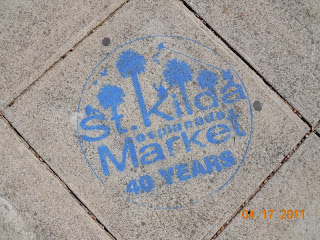 St. Kilda
esplanade
Market
40 YEARS
04.17.2011